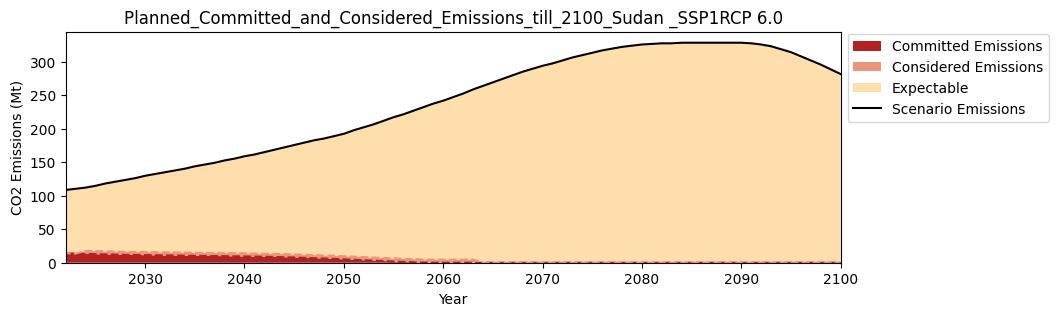 Planned_Committed_and_Considered_Emissions_till_2100_Sudan _SSP1RCP 6.0
CO2 Emissions (Mt)
300
250
200
150
100
50
0
2030 2040 2050 2060 2070 2080 2090 2100
Year
Committed Emissions
Considered Emissions
Expectable
Scenario Emissions